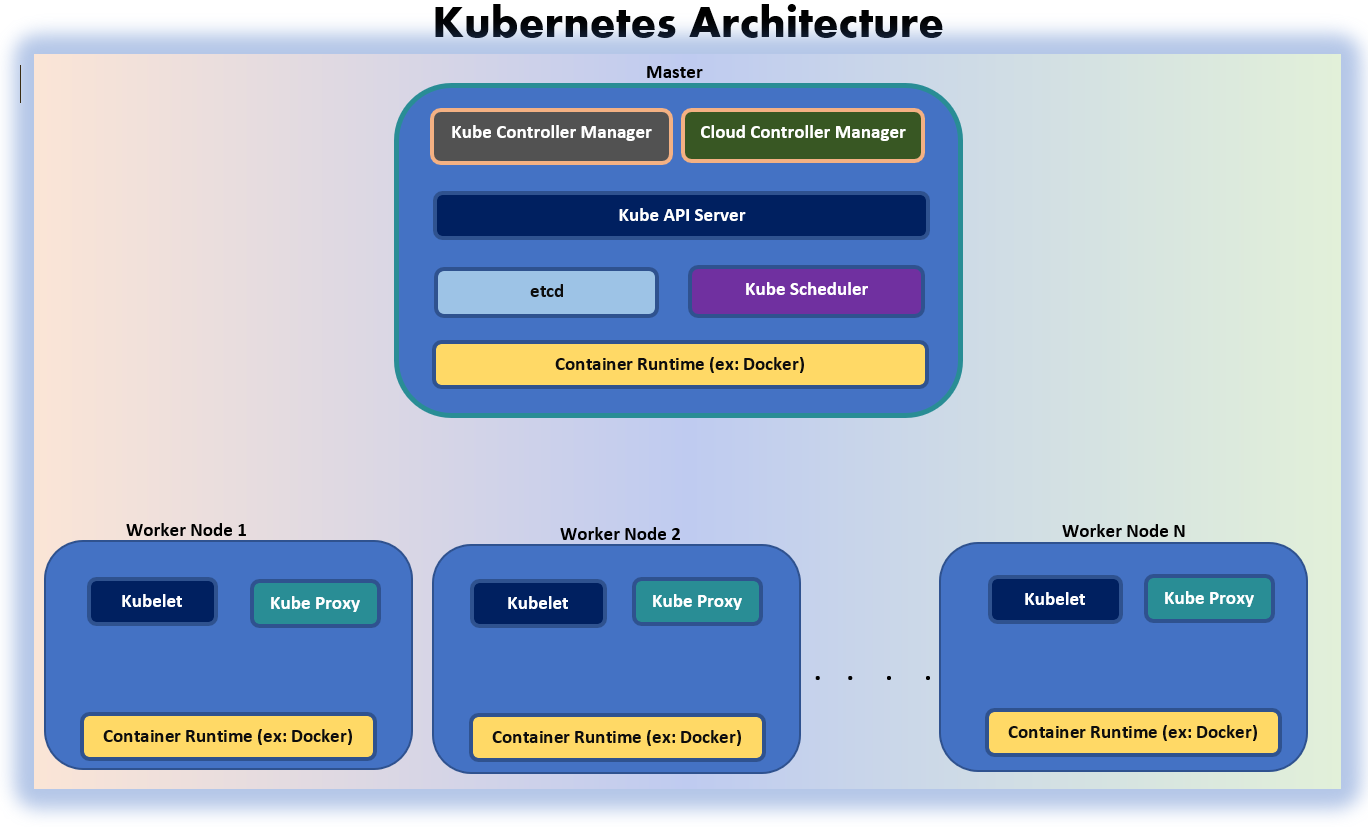 Kubernetes Architecture
Master
Kube Controller Manager
Cloud Controller Manager
Kube API Server
etcd
Kube Scheduler
Container Runtime (ex: Docker)
Worker Node 1
Kubelet
Kube Proxy
Container Runtime (ex: Docker)
Worker Node 2
Kubelet
Kube Proxy
Container Runtime (ex: Docker)
. . . .
Worker Node N
Kubelet
Kube Proxy
Container Runtime (ex: Docker)